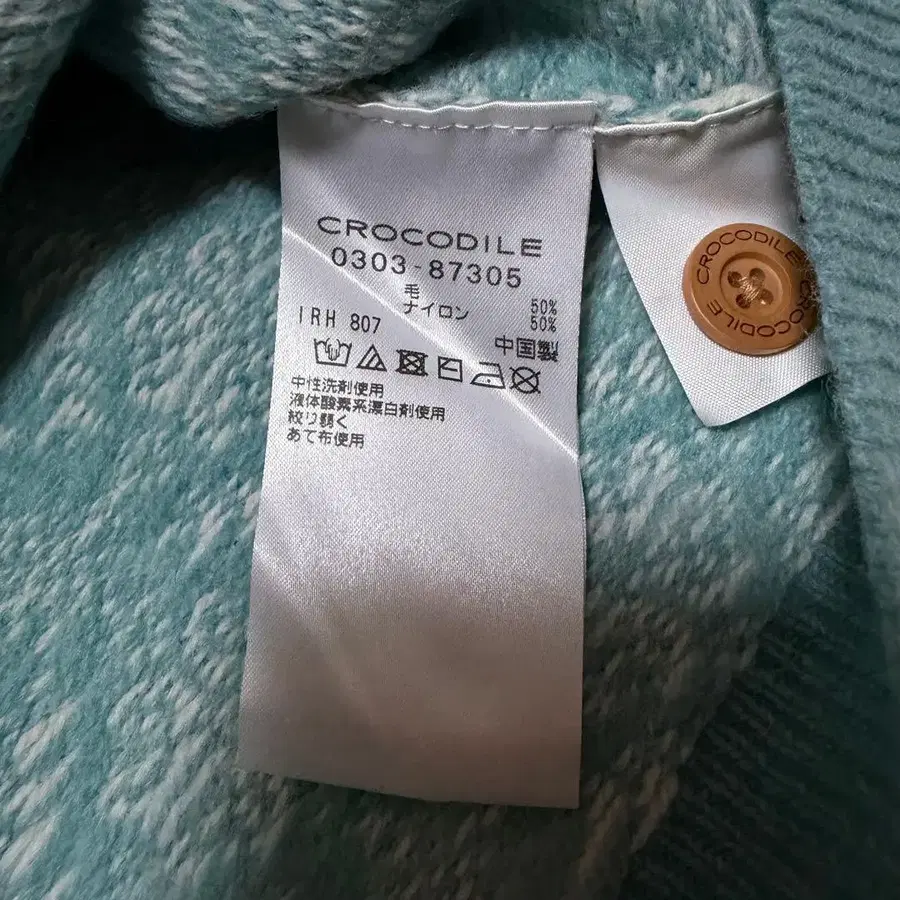 CROCODILE
0303-87305
毛 50%
ナイロン 50%
IRH 807
中国製
中性洗剤使用
液体酸素系漂白剤使用
絞り弱く
あて布使用
CROCODILE
CROCODILE